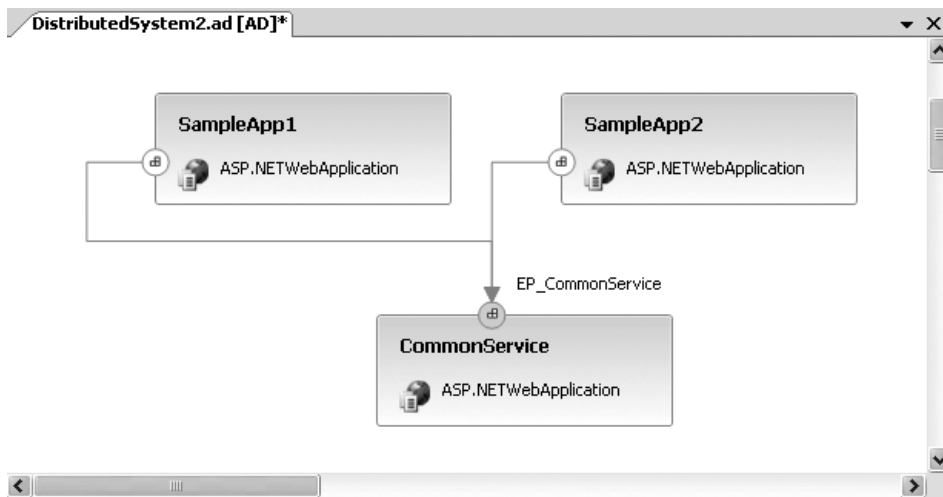 DistributedSystem2.ad [AD]*
SampleApp1
ASP.NETWebApplication
SampleApp2
ASP.NETWebApplication
EP_CommonService
CommonService
ASP.NETWebApplication